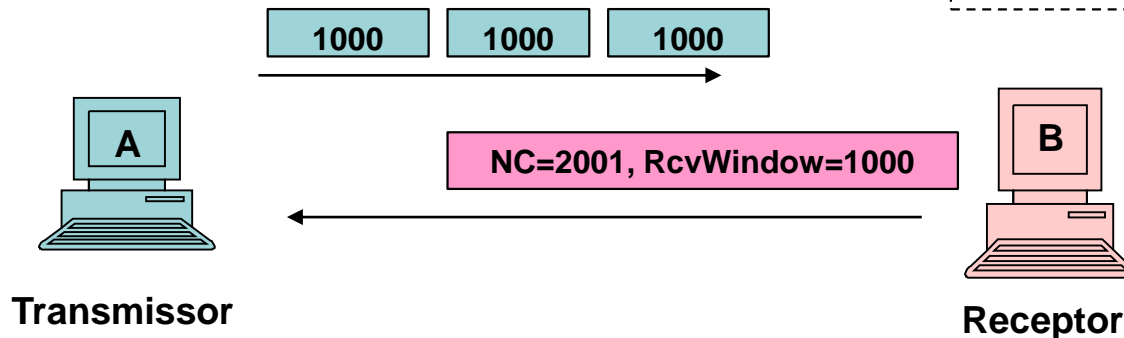 1000 1000 1000
A
B
NC=2001, RcvWindow=1000
Transmissor
Receptor